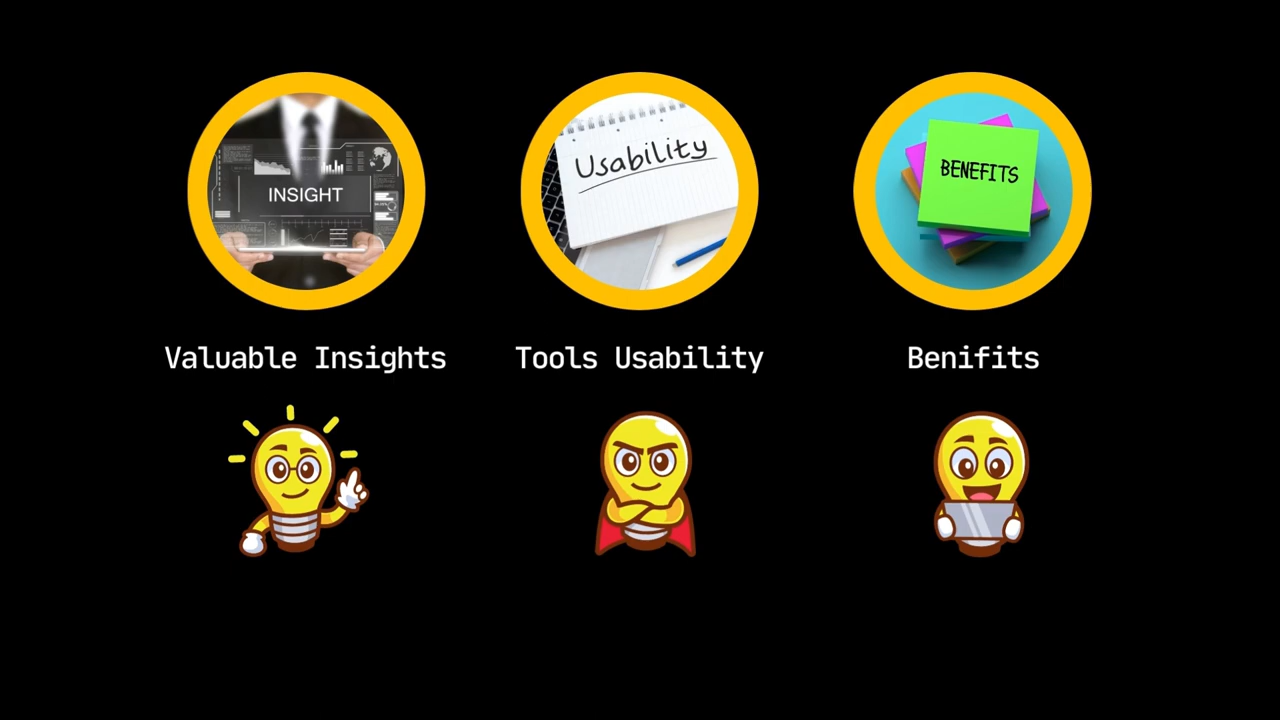 INSIGHT
Usability
BENEFITS
Valuable Insights
Tools Usability
Benifits